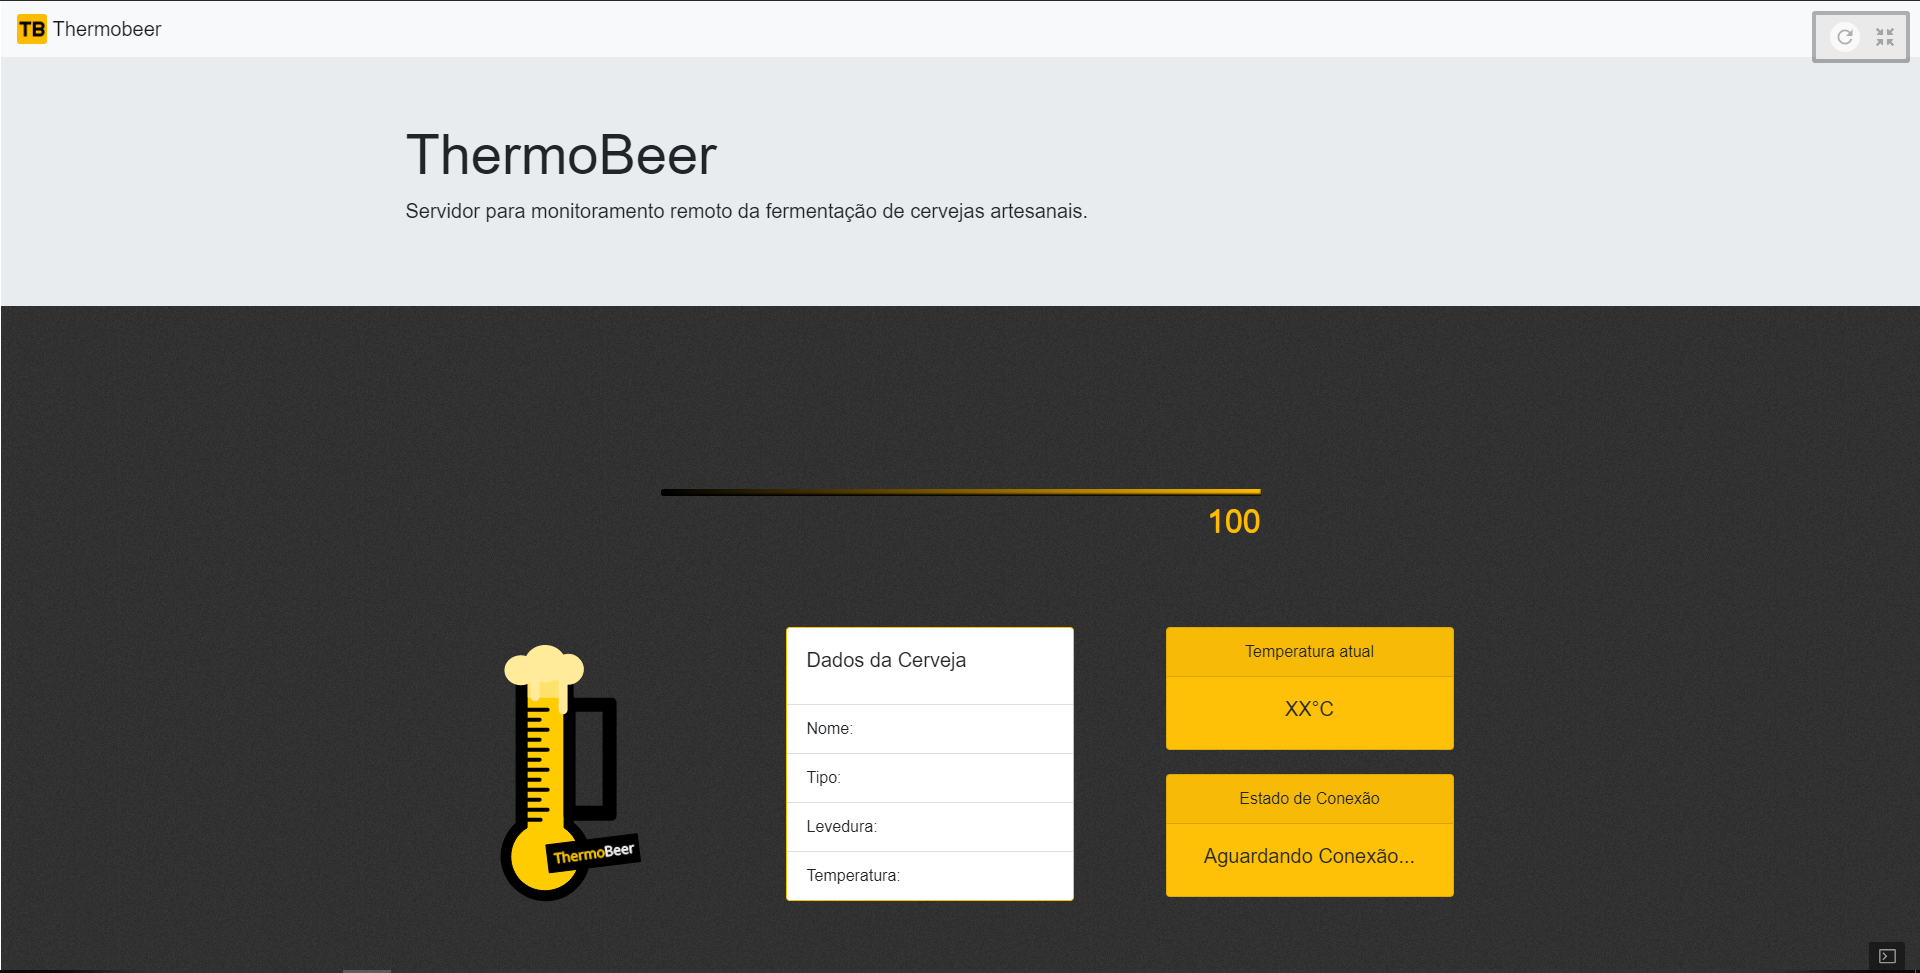 TB Thermobeer
ThermoBeer
Servidor para monitoramento remoto da fermentação de cervejas artesanais.
100
ThermoBeer
Dados da Cerveja
Nome:
Tipo:
Levedura:
Temperatura:
Temperatura atual
XX°C
Estado de Conexão
Aguardando Conexão...